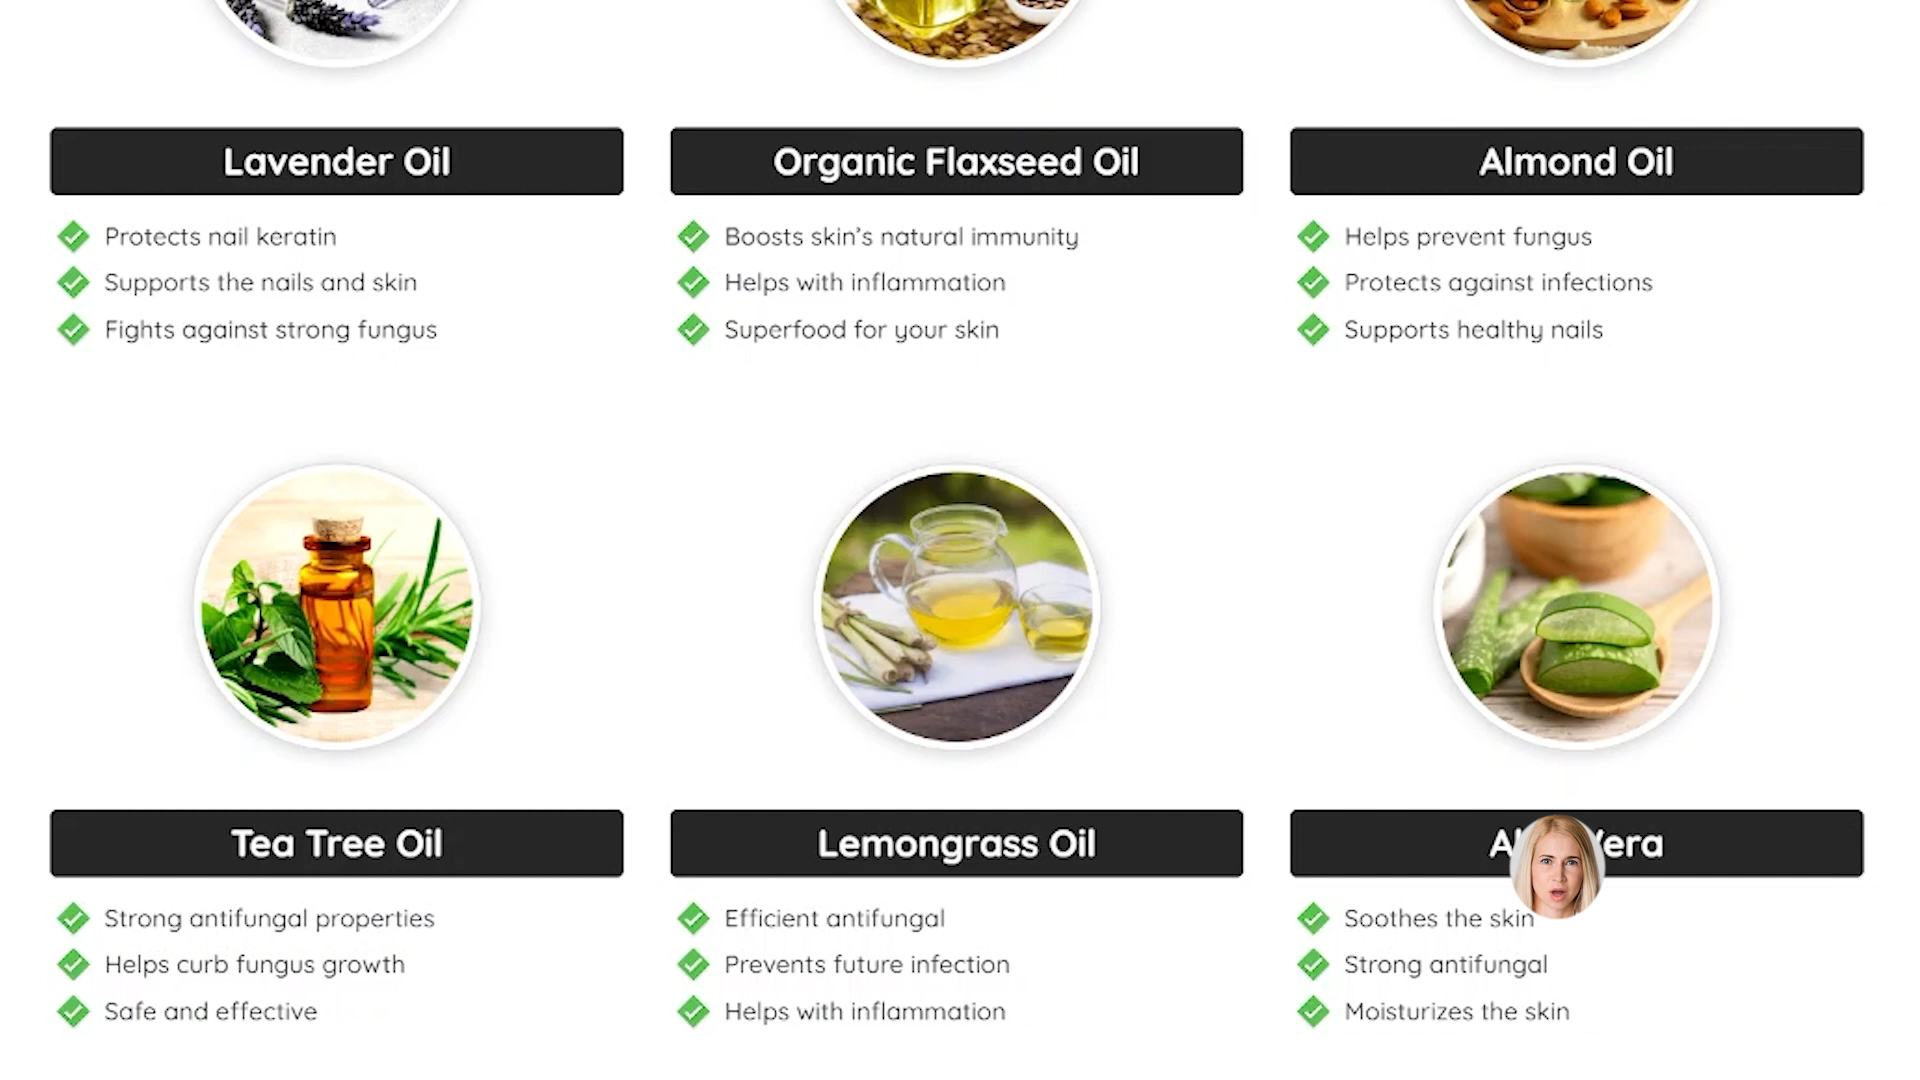 Lavender Oil
Protects nail keratin
Supports the nails and skin
Fights against strong fungus
Organic Flaxseed Oil
Boosts skin’s natural immunity
Helps with inflammation
Superfood for your skin
Almond Oil
Helps prevent fungus
Protects against infections
Supports healthy nails
Tea Tree Oil
Strong antifungal properties
Helps curb fungus growth
Safe and effective
Lemongrass Oil
Efficient antifungal
Prevents future infection
Helps with inflammation
Soothes the skin
Strong antifungal
Moisturizes the skin